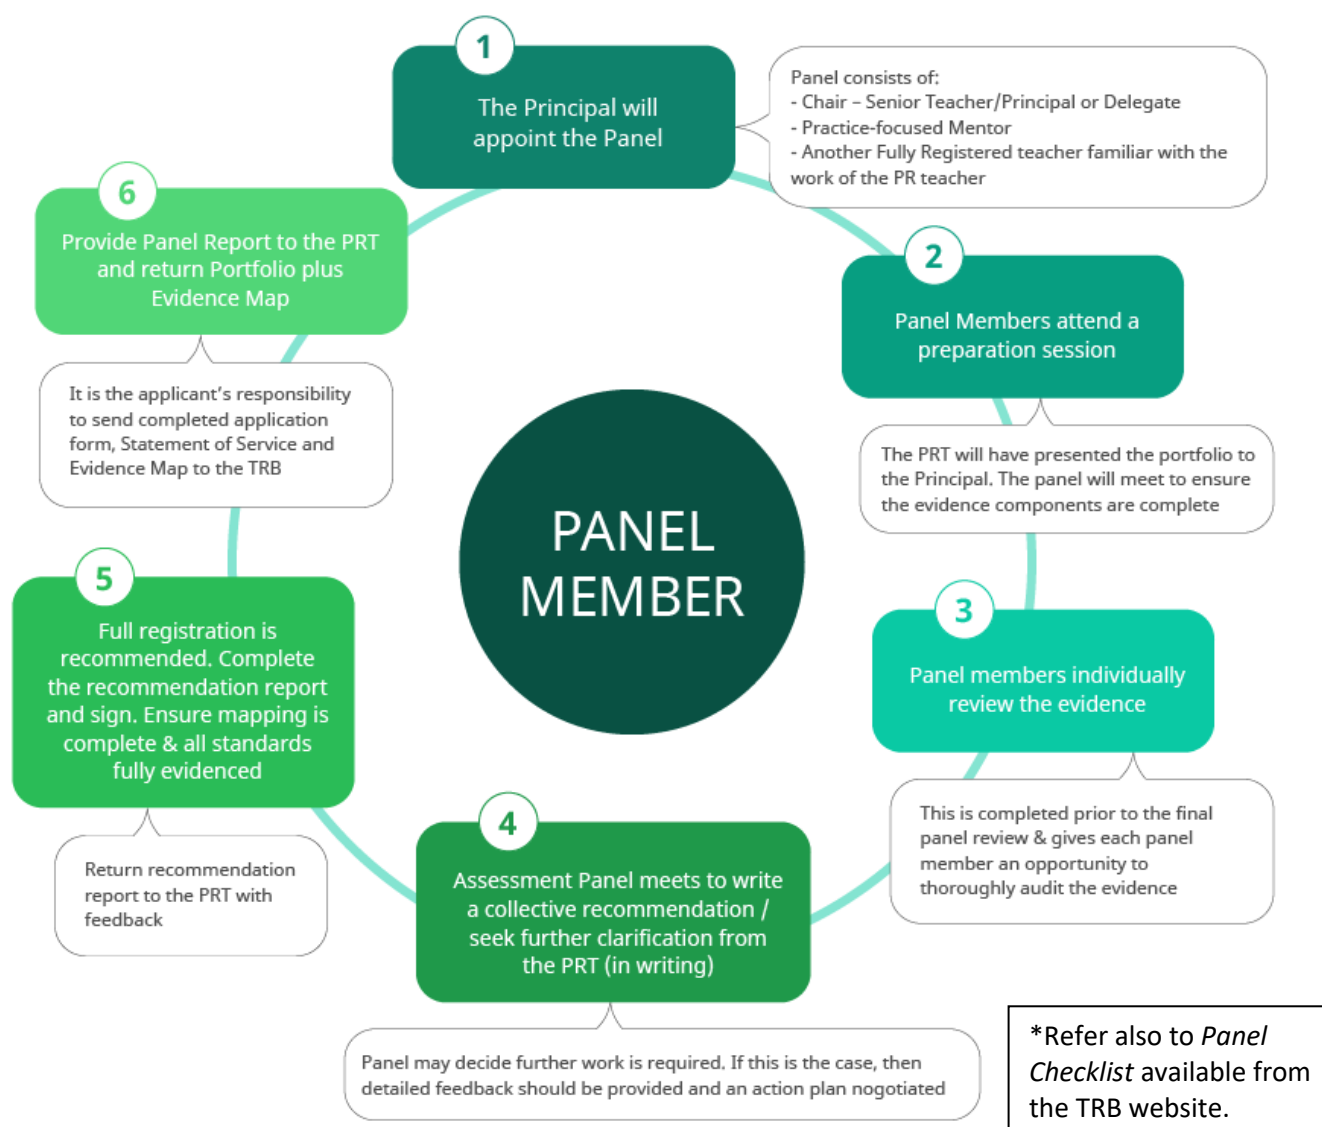 1
The Principal will
appoint the Panel
Panel consists of:
- Chair – Senior Teacher/Principal or Delegate
- Practice-focused Mentor
- Another Fully Registered teacher familiar with the
work of the PR teacher
2
Panel Members attend a
preparation session
The PRT will have presented the portfolio to
the Principal. The panel will meet to ensure
the evidence components are complete
3
Panel members individually
review the evidence
This is completed prior to the final
panel review & gives each panel
member an opportunity to
thoroughly audit the evidence
4
Assessment Panel meets to write
a collective recommendation /
seek further clarification from
the PRT (in writing)
Panel may decide further work is required. If this is the case, then
detailed feedback should be provided and an action plan nogotiated
5
Full registration is
recommended. Complete
the recommendation report
and sign. Ensure mapping is
complete & all standards
fully evidenced
Return recommendation
report to the PRT with
feedback
6
Provide Panel Report to the PRT
and return Portfolio plus
Evidence Map
It is the applicant's responsibility
to send completed application
form, Statement of Service and
Evidence Map to the TRB
PANEL
MEMBER
*Refer also to Panel
Checklist available from
the TRB website.